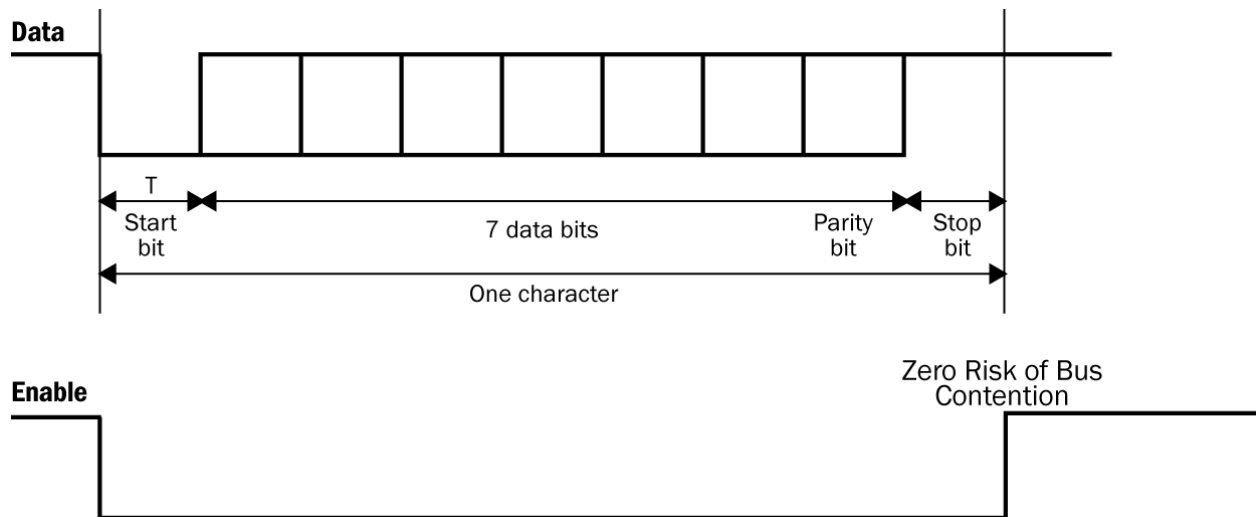 Data
T
Start
bit
7 data bits
Parity
bit
Stop
bit
One character
Zero Risk of Bus
Contention
Enable